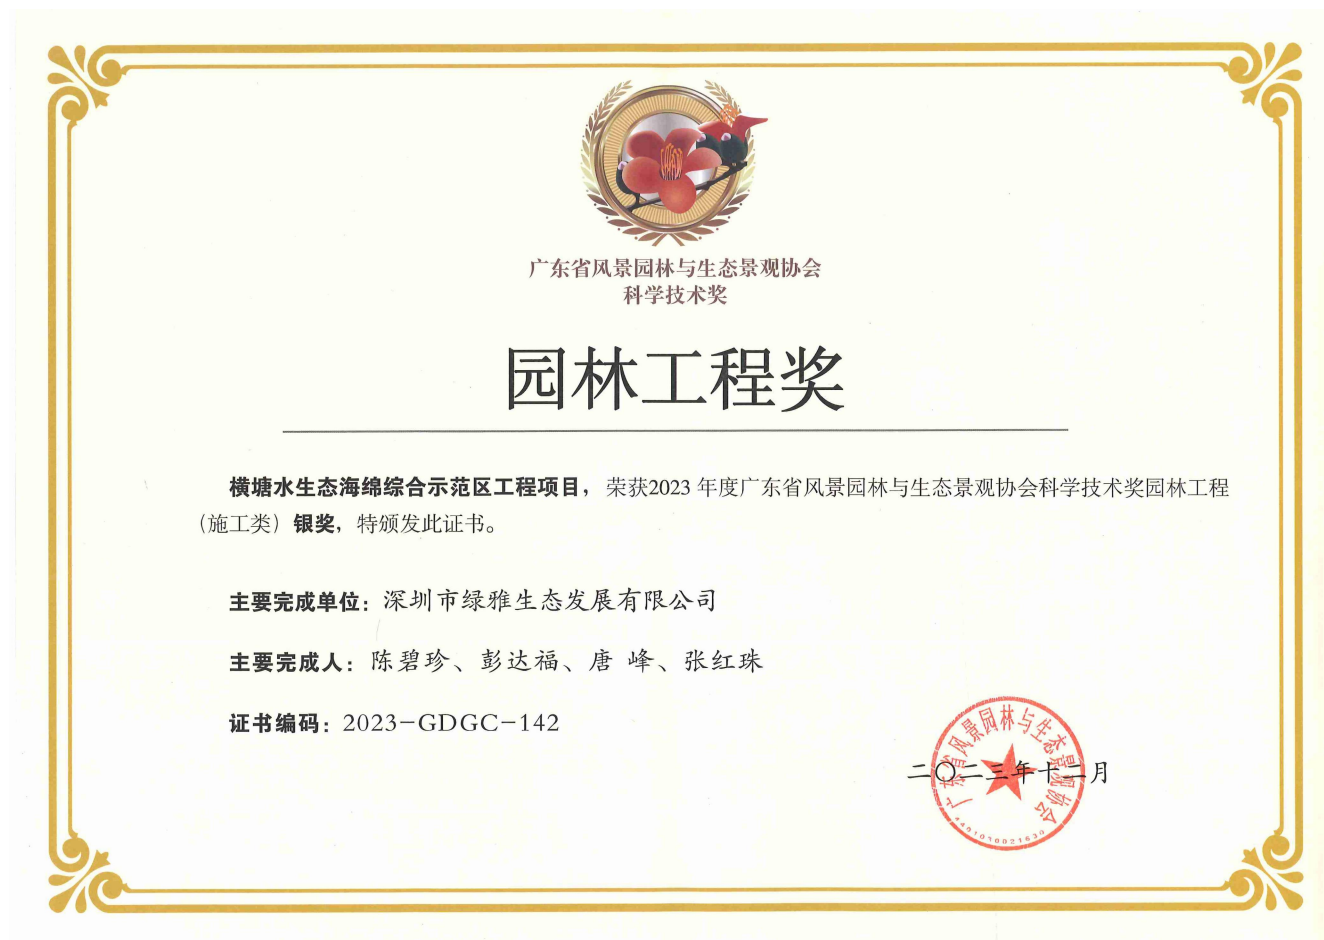 广东省风景园林与生态景观协会
科学技术奖
园林工程奖
横塘水生态海绵综合示范区工程项目，荣获2023 年度广东省风景园林与生态景观协会科学技术奖园林工程
（施工类）银奖，特颁发此证书。
主要完成单位：深圳市绿雅生态发展有限公司
主要完成人：陈碧珍、彭达福、唐 峰、张红珠
证书编码：2023-GDGC-142
二〇二三年十二月
广东省风景园林与生态景观协会